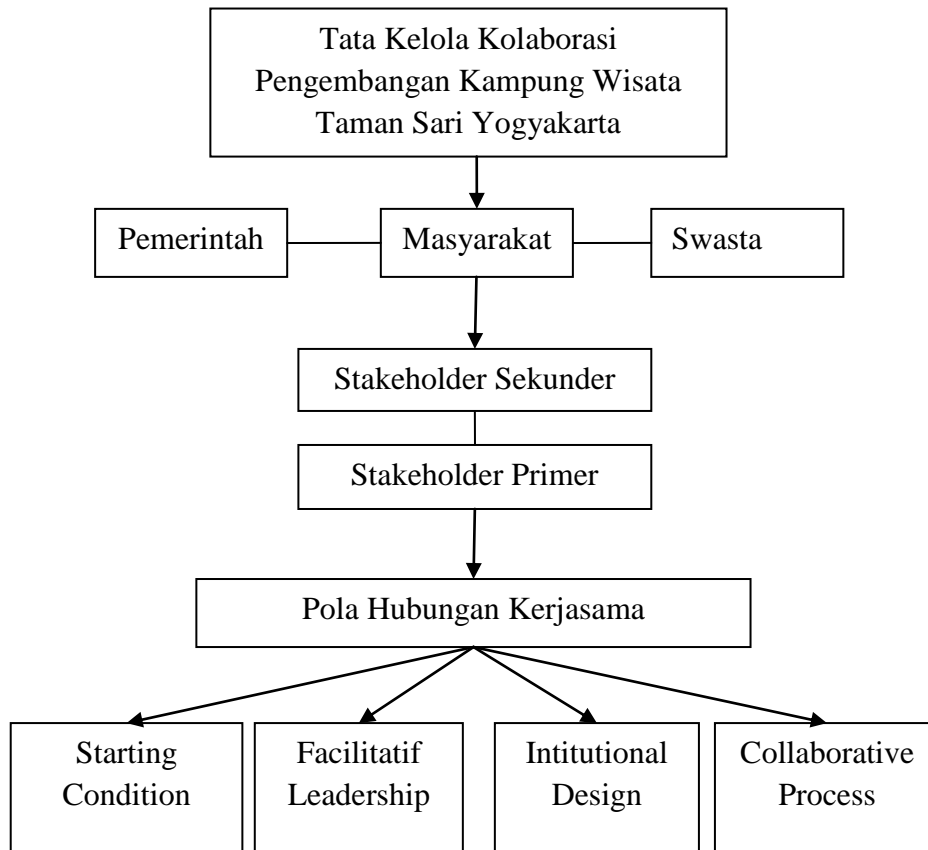 Tata Kelola Kolaborasi
Pengembangan Kampung Wisata
Taman Sari Yogyakarta
Pemerintah
Masyarakat
Swasta
Stakeholder Sekunder
Stakeholder Primer
Pola Hubungan Kerjasama
Starting
Condition
Facilitatif
Leadership
Intitutional
Design
Collaborative
Process